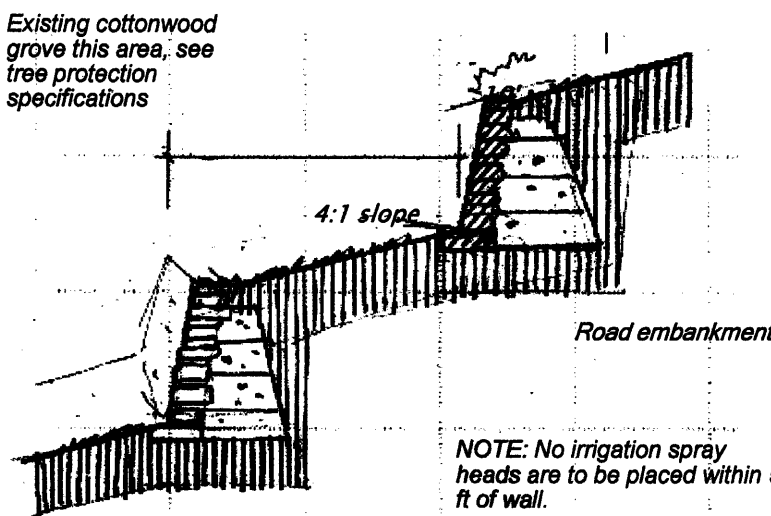 Existing cottonwood
grove this area, see
tree protection
specifications
4:1 slope
Road embankment
NOTE: No irrigation spray
heads are to be placed within
ft of wall.